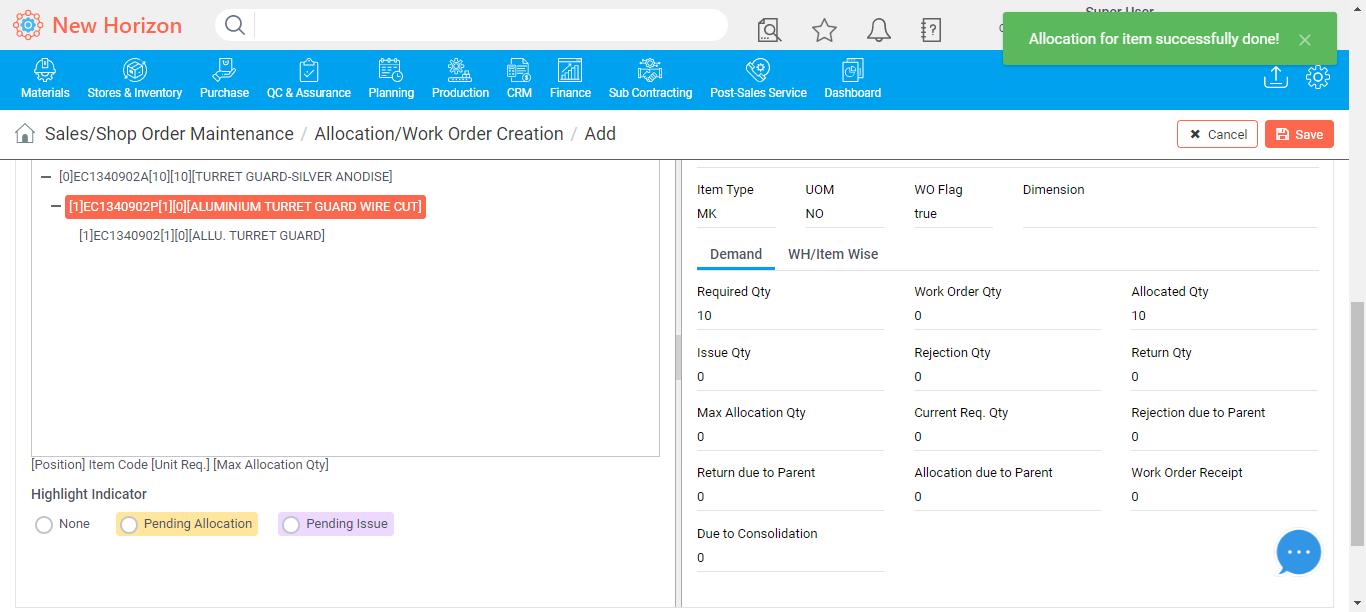 New Horizon
Super User
Allocation for item successfully done!
Materials
Stores & Inventory
Purchase
QC & Assurance
Planning
Production
CRM
Finance
Sub Contracting
Post-Sales Service
Dashboard
Sales/Shop Order Maintenance / Allocation/Work Order Creation / Add
Cancel
Save
[0]EC1340902A[10][10][TURRET GUARD-SILVER ANODISE]
[1]EC1340902P[1][0][ALUMINIUM TURRET GUARD WIRE CUT]
[1]EC1340902[1][0][ALLU. TURRET GUARD]
[Position] Item Code [Unit Req.] [Max Allocation Qty]
Highlight Indicator
None
Pending Allocation
Pending Issue
Item Type UOM WO Flag Dimension
MK NO true
Demand WH/Item Wise
Required Qty Work Order Qty Allocated Qty
10 0 10
Issue Qty Rejection Qty Return Qty
0 0 0
Max Allocation Qty Current Req. Qty Rejection due to Parent
0 0 0
Return due to Parent Allocation due to Parent Work Order Receipt
0 0 0
Due to Consolidation
0